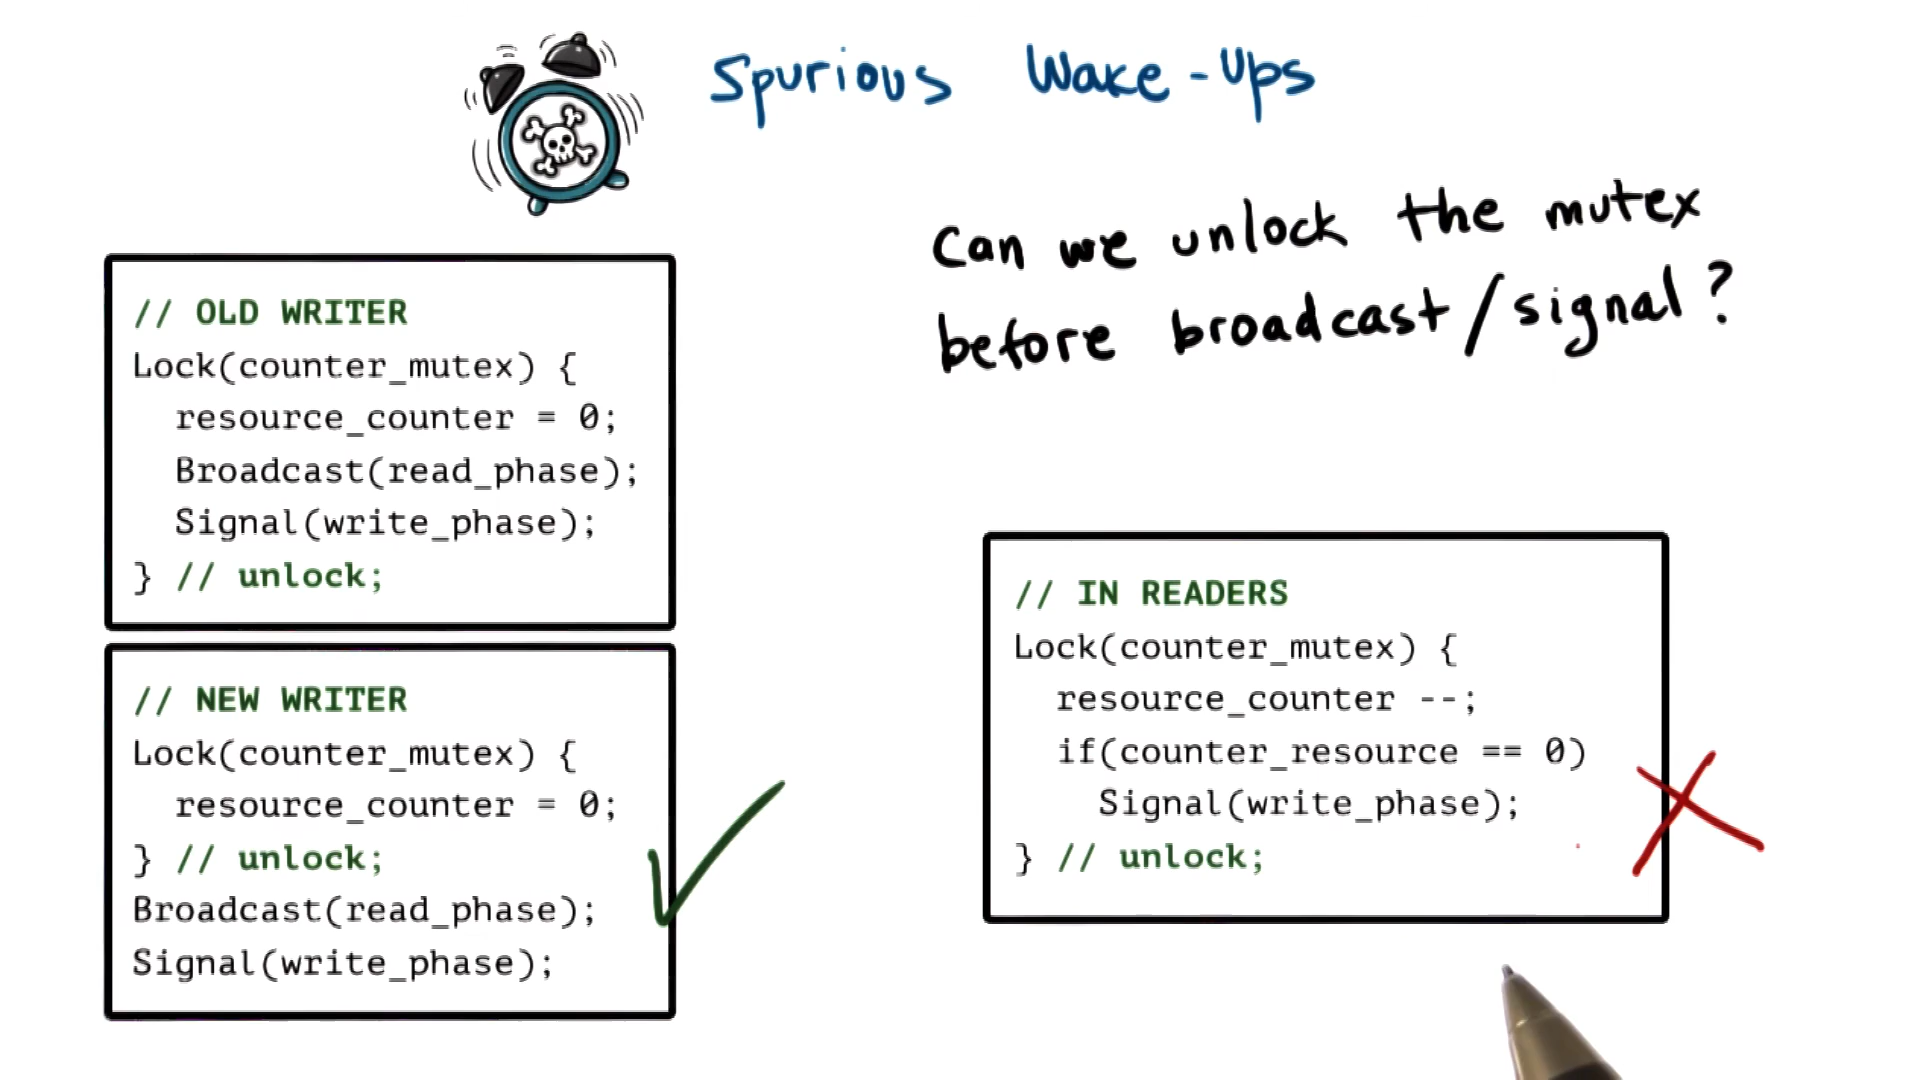 Spurious Wake-Ups
Can we unlock the mutex
before broadcast/signal?
// OLD WRITER
Lock(counter_mutex) {
  resource_counter = 0;
  Broadcast(read_phase);
  Signal(write_phase);
} // unlock;
// NEW WRITER
Lock(counter_mutex) {
  resource_counter = 0;
} // unlock;
Broadcast(read_phase);
Signal(write_phase);
// IN READERS
Lock(counter_mutex) {
  resource_counter --;
  if(counter_resource == 0)
    Signal(write_phase);
} // unlock;